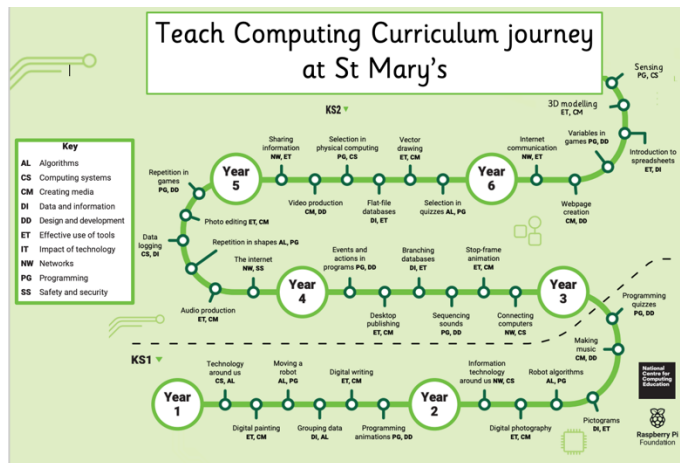 Teach Computing Curriculum journey
at St Mary's
Sensing
PG, CS
3D modelling
ET, CM
KS2
Sharing
information
NW, ET
Selection in
physical computing
PG, CS
Vector
drawing
ET, CM
Internet
communication
NW, ET
Variables in
games PG, DD
Introduction to
spreadsheets
ET, DI
Key
AL Algorithms
CS Computing systems
CM Creating media
DI Data and information
DD Design and development
ET Effective use of tools
IT Impact of technology
NW Networks
PG Programming
SS Safety and security
Repetition in
games
PG, DD
Year
5
Year
6
Video production
CM, DD
Flat-file
databases
DI, ET
Selection in
quizzes AL, PG
Webpage
creation
CM, DD
Photo editing ET, CM
Data
logging
CS, DI
Repetition in shapes AL, PG
The internet
NW, SS
Events and
actions in
programs PG, DD
Branching
databases
DI, ET
Stop-frame
animation
ET, CM
Audio production
ET, CM
Year
4
Year
3
Desktop
publishing
ET, CM
Sequencing
sounds
PG, DD
Connecting
computers
NW, CS
Programming
quizzes
PG, DD
Making
music
CM, DD
KS1
Technology
around us
CS, AL
Moving a
robot
AL, PG
Digital writing
ET, CM
Information
technology
around us NW, CS
Robot algorithms
AL, PG
Year
1
Year
2
Digital painting
ET, CM
Grouping data
DI, AL
Programming
animations PG, DD
Digital photography
ET, CM
Pictograms
DI, ET
National
Centre for
Computing
Education
Raspberry Pi
Foundation